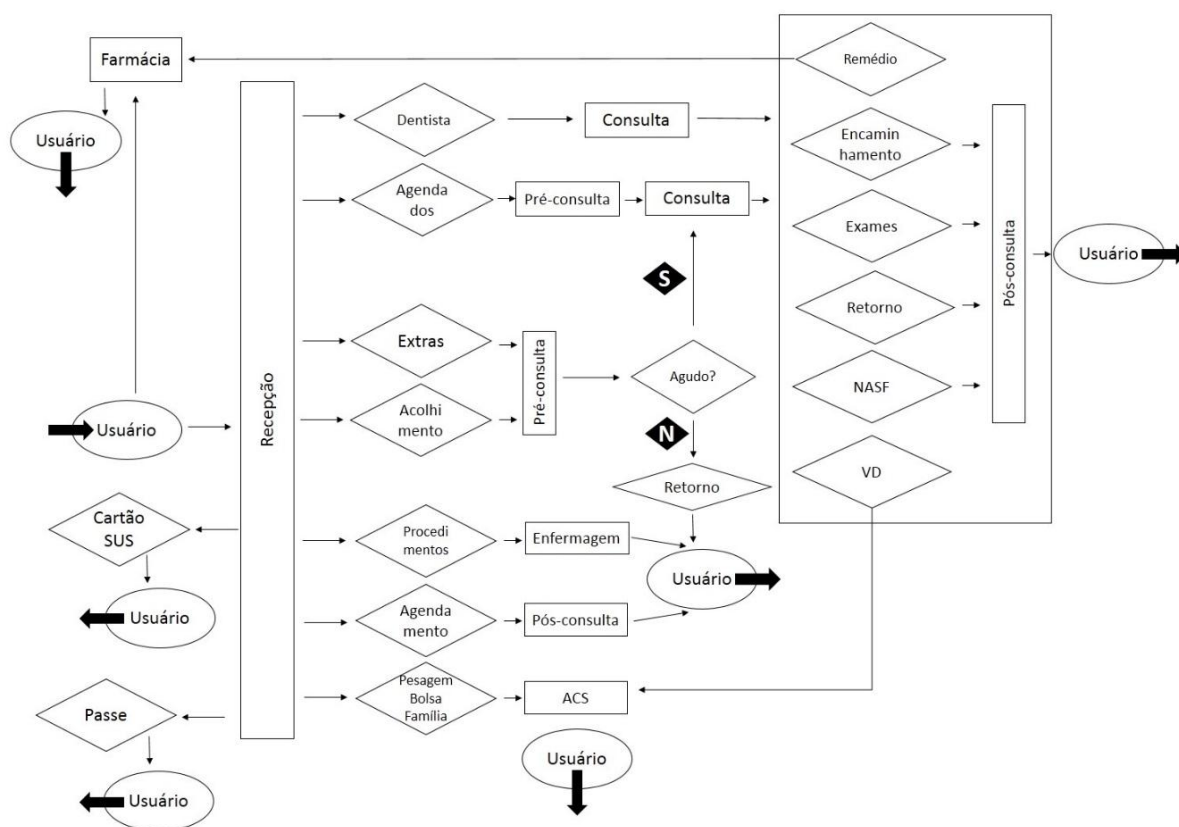 Farmácia
Usuário
Usuário
Cartão
SUS
Usuário
Passe
Usuário
Recepção
Dentista
Consulta
Agenda
dos
Pré-consulta
Consulta
S
Extras
Acolhi
mento
Pré-consulta
Agudo?
N
Retorno
Procedi
mentos
Enfermagem
Usuário
Agenda
mento
Pós-consulta
Pesagem
Bolsa
Família
ACS
Usuário
Remédio
Encamin
hamento
Exames
Retorno
NASF
VD
Pós-consulta
Usuário